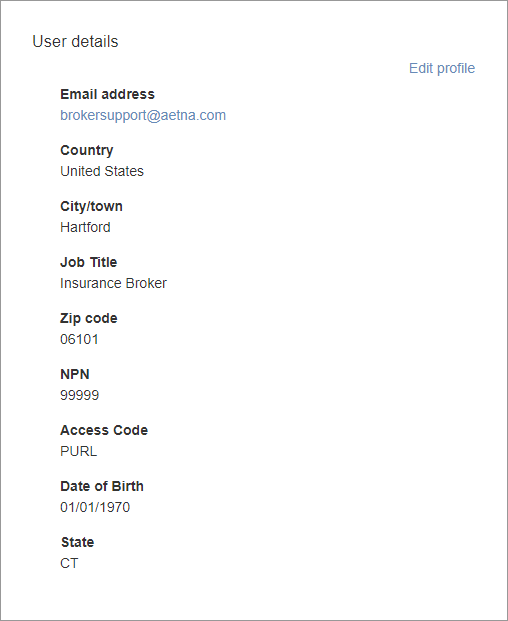 User details
Edit profile
Email address
brokersupport@aetna.com
Country
United States
City/town
Hartford
Job Title
Insurance Broker
Zip code
06101
NPN
99999
Access Code
PURL
Date of Birth
01/01/1970
State
CT